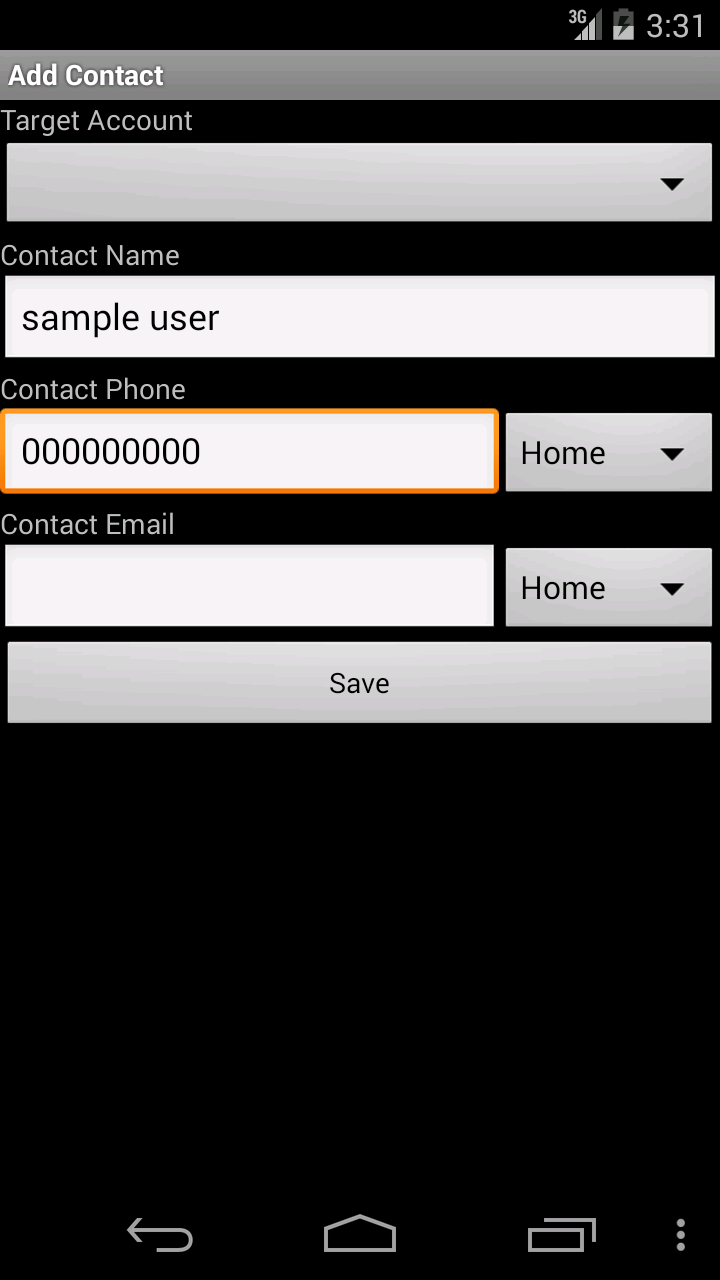 3G 3:31
Add Contact
Target Account
Contact Name
sample user
Contact Phone
000000000 Home
Contact Email
Home
Save